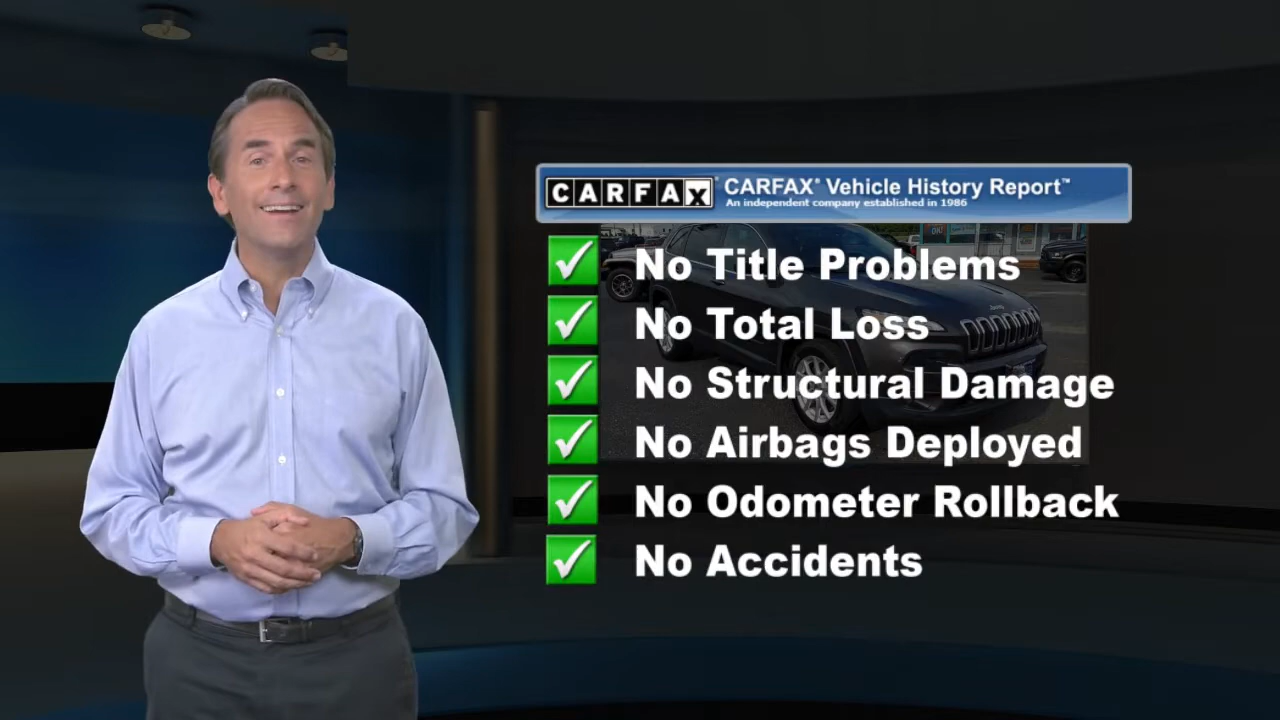 CARFAX® CARFAX® Vehicle History Report™
An independent company established in 1986
No Title Problems
No Total Loss
No Structural Damage
No Airbags Deployed
No Odometer Rollback
No Accidents